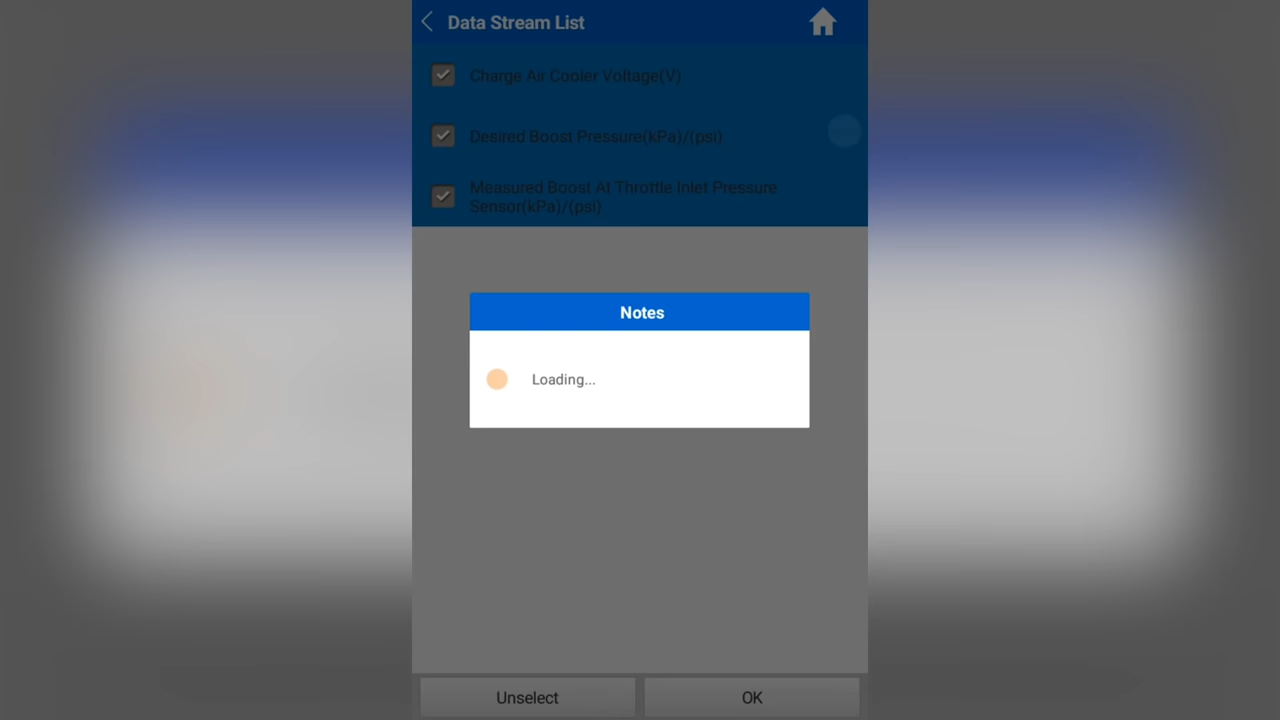 Data Stream List
Charge Air Cooler Voltage(V)
Desired Boost Pressure(kPa)/(psi)
Measured Boost At Throttle Inlet Pressure
Sensor(kPa)/(psi)
Notes
Loading...
Unselect
OK